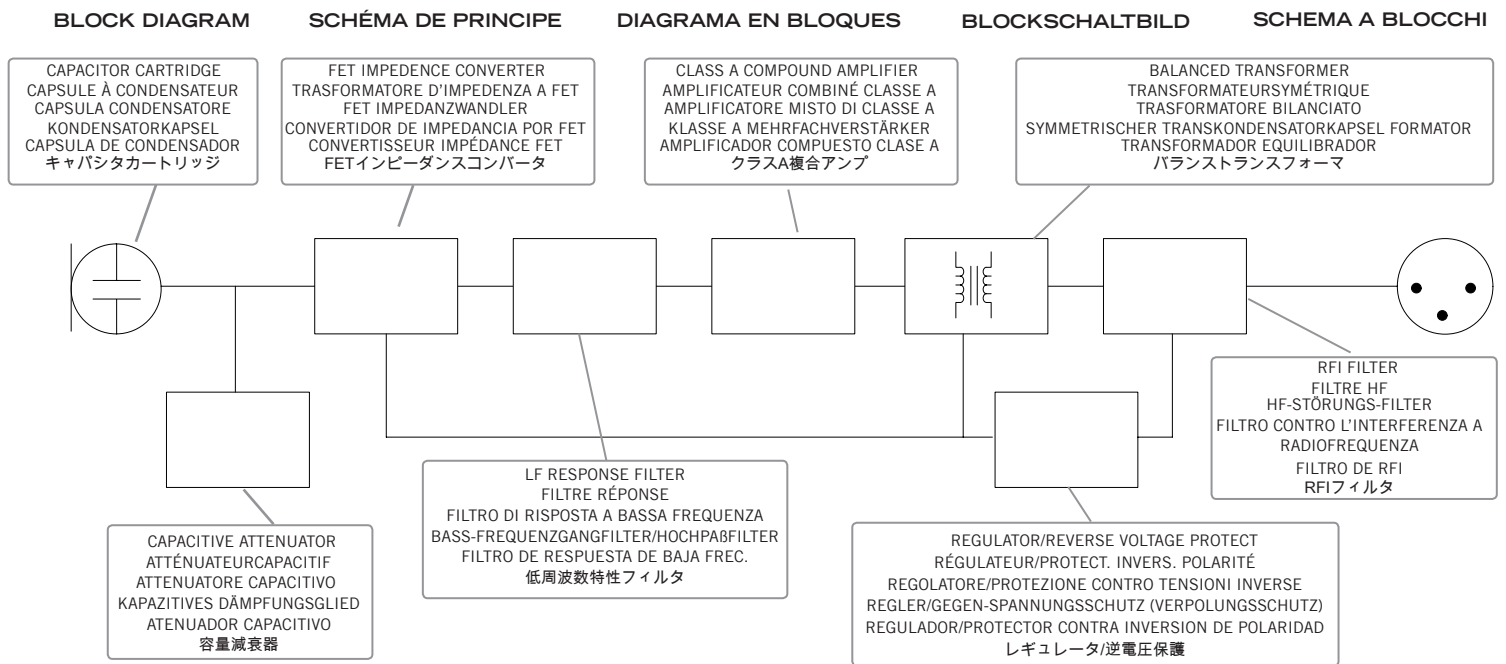 BLOCK DIAGRAM
SCHÉMA DE PRINCIPE
DIAGRAMA EN BLOQUES
BLOCKSCHALTBILD
SCHEMA A BLOCCHI
CAPACITOR CARTRIDGE
CAPSULE À CONDENSATEUR
CAPSULA CONDENSATORE
KONDENSATORKAPSEL
CAPSULA DE CONDENSADOR
キャパシタカートリッジ
FET IMPEDENCE CONVERTER
TRASFORMATORE D'IMPEDENZA A FET
FET IMPEDANZWANDLER
CONVERTIDOR DE IMPEDANCIA POR FET
CONVERTISSEUR IMPÉDANCE FET
FETインピーダンスコンバータ
CLASS A COMPOUND AMPLIFIER
AMPLIFICATEUR COMBINÉ CLASSE A
AMPLIFICATORE MISTO DI CLASSE A
KLASSE A MEHRFACHVERSTÄRKER
AMPLIFICADOR COMPUESTO CLASE A
クラスA複合アンプ
BALANCED TRANSFORMER
TRANSFORMATEURSYMÉTRIQUE
TRASFORMATORE BILANCIATO
SYMMETRISCHER TRANSKONDENSATORKAPSEL FORMATOR
TRANSFORMADOR EQUILIBRADOR
バランストランスフォーマ
RFI FILTER
FILTRE HF
HF-STÖRUNGS-FILTER
FILTRO CONTRO L'INTERFERENZA A
RADIOFREQUENZA
FILTRO DE RFI
RFIフィルタ
LF RESPONSE FILTER
FILTRE RÉPONSE
FILTRO DI RISPOSTA A BASSA FREQUENZA
BASS-FREQUENZGANGFILTER/HOCHPAßFILTER
FILTRO DE RESPUESTA DE BAJA FREC.
低周波数特性フィルタ
CAPACITIVE ATTENUATOR
ATTÉNUATEURCAPACITIF
ATTENUATORE CAPACITIVO
KAPAZITIVES DÄMPFUNGSGLIED
ATENUADOR CAPACITIVO
容量減衰器
REGULATOR/REVERSE VOLTAGE PROTECT
RÉGULATEUR/PROTECT. INVERS. POLARITÉ
REGOLATORE/PROTEZIONE CONTRO TENSIONI INVERSE
REGLER/GEGEN-SPANNUNGSSCHUTZ (VERPOLUNGSSCHUTZ)
REGULADOR/PROTECTOR CONTRA INVERSION DE POLARIDAD
レギュレータ/逆電圧保護